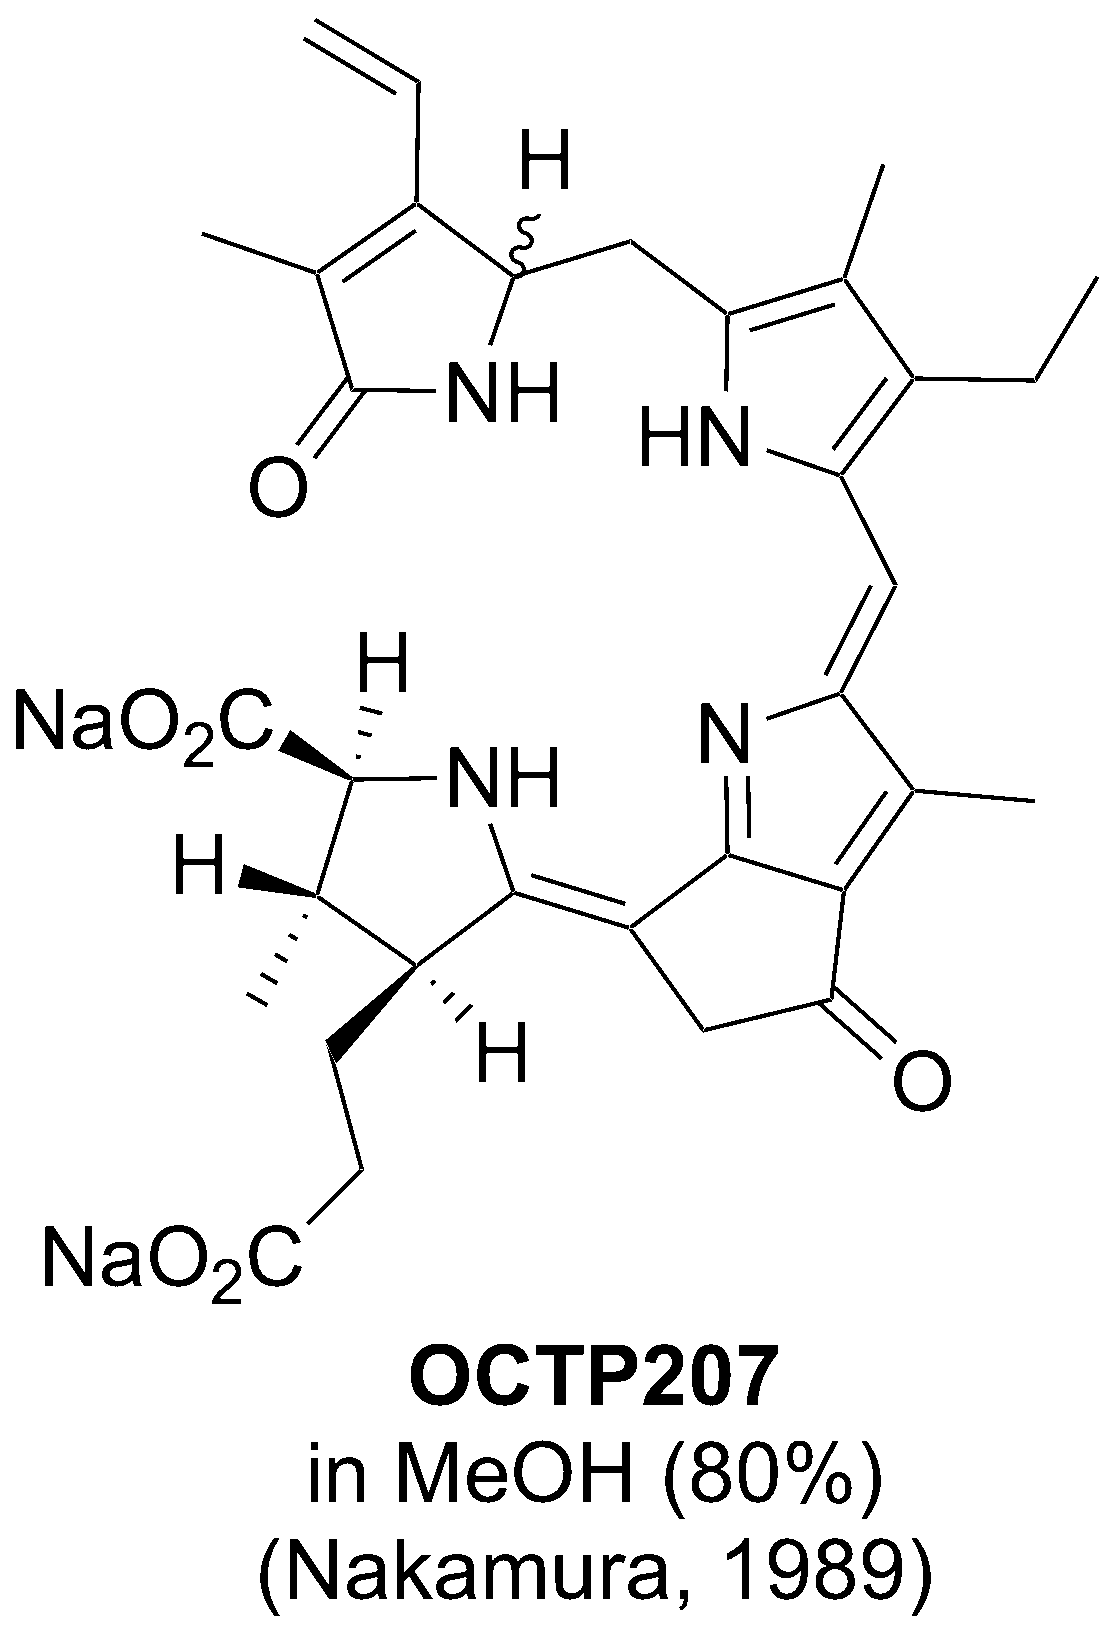 H
NH
HN
O
H
NaO2C
N
NH
H
H
O
NaO2C
OCTP207
in MeOH (80%)
(Nakamura, 1989)